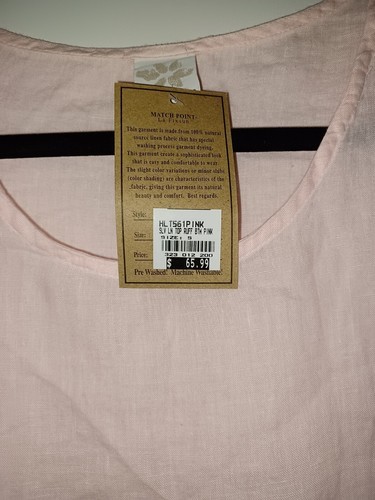 MATCH POINT
This garment is made from 100% natural
source linen fabric that has special
washing process garment dyeing.
This garment create a sophisticated look
that is easy and comfortable to wear.
The slight color variations or minor slubs
(color shading) are characteristics of the
fabric, giving this garment its natural
beauty and comfort. Best regards.
Style:
HLT561PINK
SLV LN TOP RUFF BTM PINK
Size:
SIZE: S
323 012 200
Price:
$ 65.99
Pre Washed. Machine Washable.